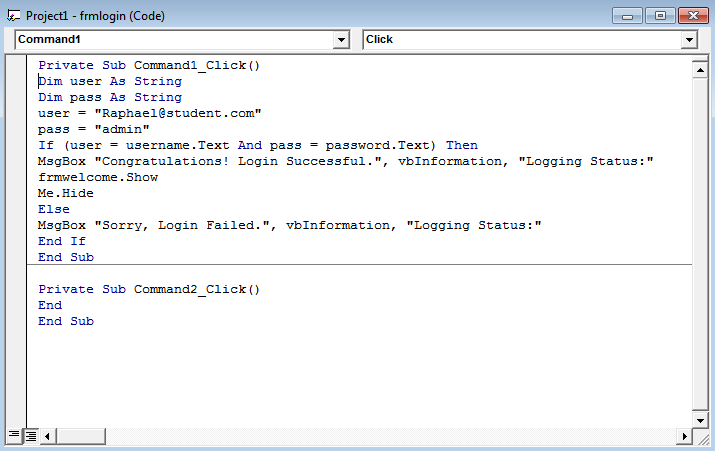 Project1 - frmlogin (Code)
Command1 Click
Private Sub Command1_Click()
Dim user As String
Dim pass As String
user = "Raphael@student.com"
pass = "admin"
If (user = username.Text And pass = password.Text) Then
MsgBox "Congratulations! Login Successful.", vbInformation, "Logging Status:"
frmwelcome.Show
Me.Hide
Else
MsgBox "Sorry, Login Failed.", vbInformation, "Logging Status:"
End If
End Sub
Private Sub Command2_Click()
End
End Sub